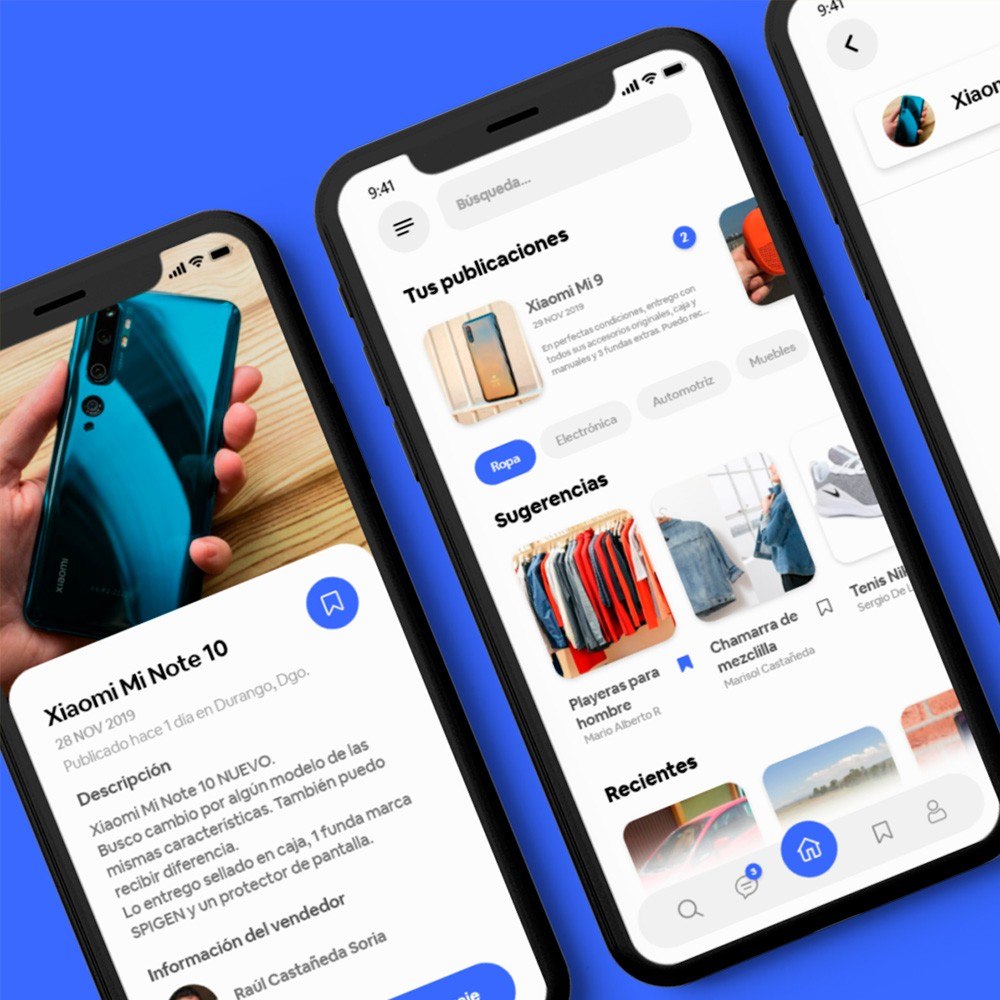 XIAOMI
Xiaomi Mi Note 10
28 NOV 2019
Publicado hace 1 día en Durango, Dgo.
Descripción
Xiaomi Mi Note 10 NUEVO.
Busco cambio por algún modelo de las
mismas características. También puedo
recibir diferencia.
Lo entrego sellado en caja, 1 funda marca
SPIGEN y un protector de pantalla.
Información del vendedor
Raúl Castañeda Soria
9:41
Búsqueda...
Tus publicaciones
2
Xiaomi Mi 9
29 NOV 2019
En perfectas condiciones, entrego con
todos sus accesorios originales, caja y
manuales y 3 fundas extras. Puedo rec...
Ropa
Electrónica
Automotriz
Muebles
Sugerencias
Playeras para
hombre
Mario Alberto R
Chamarra de
mezclilla
Marisol Castañeda
Tenis Nik
Sergio De L
Recientes
3
9:41